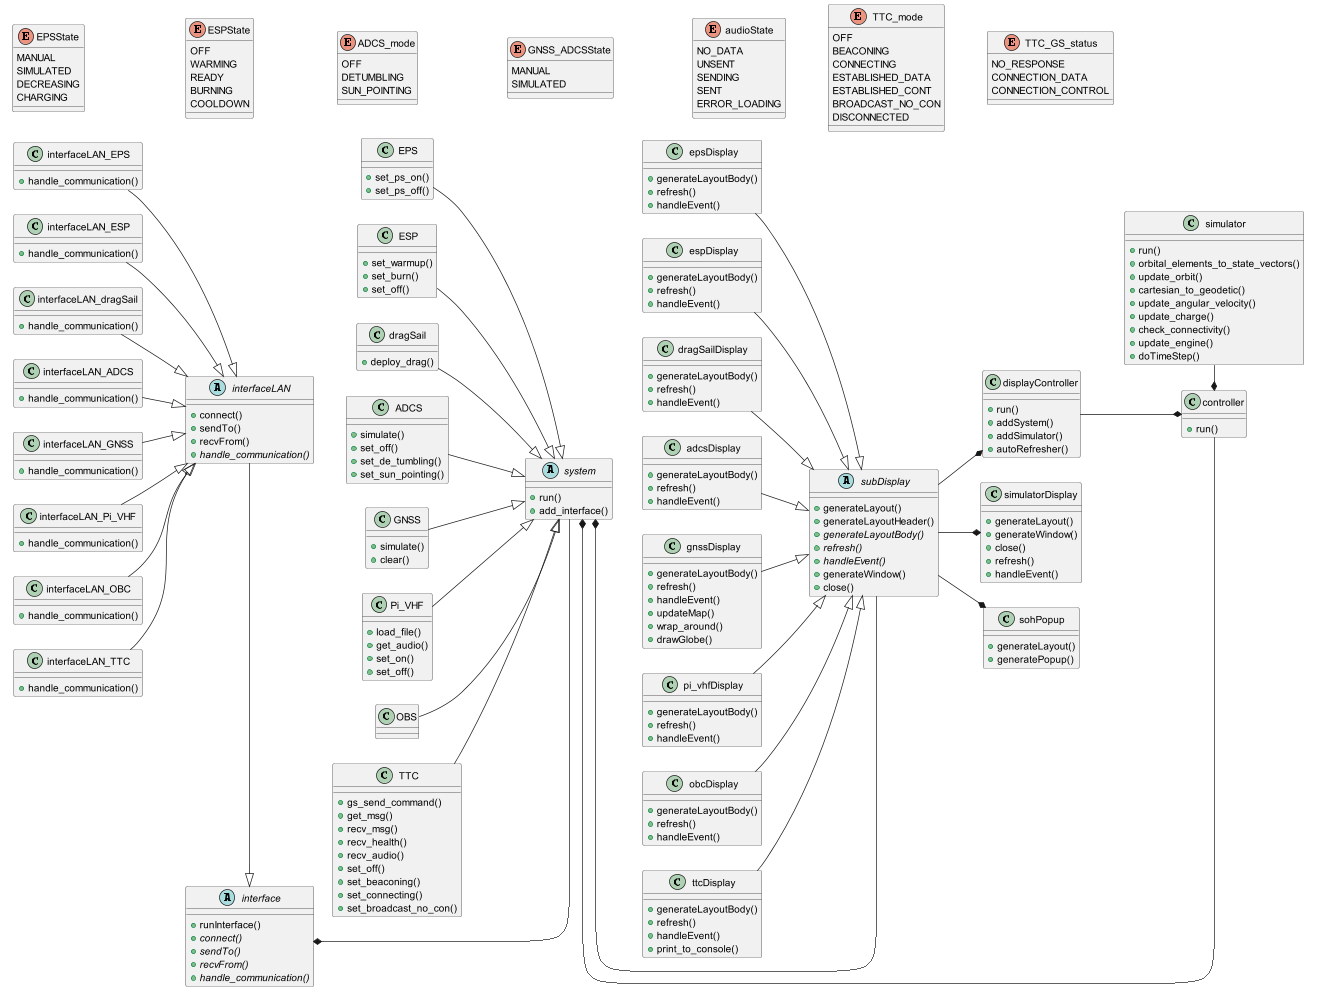 E EPSState
MANUAL
SIMULATED
DECREASING
CHARGING
E ESPState
OFF
WARMING
READY
BURNING
COOLDOWN
E ADCS_mode
OFF
DETUMBLING
SUN_POINTING
E GNSS_ADCSState
MANUAL
SIMULATED
E audioState
NO_DATA
UNSENT
SENDING
SENT
ERROR_LOADING
E TTC_mode
OFF
BEACONING
CONNECTING
ESTABLISHED_DATA
ESTABLISHED_CONT
BROADCAST_NO_CON
DISCONNECTED
E TTC_GS_status
NO_RESPONSE
CONNECTION_DATA
CONNECTION_CONTROL
C interfaceLAN_EPS
handle_communication()
C interfaceLAN_ESP
handle_communication()
C interfaceLAN_dragSail
handle_communication()
C interfaceLAN_ADCS
handle_communication()
C interfaceLAN_GNSS
handle_communication()
C interfaceLAN_Pi_VHF
handle_communication()
C interfaceLAN_OBC
handle_communication()
C interfaceLAN_TTC
handle_communication()
A interfaceLAN
connect()
sendTo()
recvFrom()
handle_communication()
A interface
runInterface()
connect()
sendTo()
recvFrom()
handle_communication()
C EPS
set_ps_on()
set_ps_off()
C ESP
set_warmup()
set_burn()
set_off()
C dragSail
deploy_drag()
C ADCS
simulate()
set_off()
set_de_tumbling()
set_sun_pointing()
C GNSS
simulate()
clear()
C Pi_VHF
load_file()
get_audio()
set_on()
set_off()
C OBS
C TTC
gs_send_command()
get_msg()
recv_msg()
recv_health()
recv_audio()
set_off()
set_beaconing()
set_connecting()
set_broadcast_no_con()
A system
run()
add_interface()
C epsDisplay
generateLayoutBody()
refresh()
handleEvent()
C espDisplay
generateLayoutBody()
refresh()
handleEvent()
C dragSailDisplay
generateLayoutBody()
refresh()
handleEvent()
C adcsDisplay
generateLayoutBody()
refresh()
handleEvent()
C gnssDisplay
generateLayoutBody()
refresh()
handleEvent()
updateMap()
wrap_around()
drawGlobe()
C pi_vhfDisplay
generateLayoutBody()
refresh()
handleEvent()
C obcDisplay
generateLayoutBody()
refresh()
handleEvent()
C ttcDisplay
generateLayoutBody()
refresh()
handleEvent()
print_to_console()
A subDisplay
generateLayout()
generateLayoutHeader()
generateLayoutBody()
refresh()
handleEvent()
generateWindow()
close()
C displayController
run()
addSystem()
addSimulator()
autoRefresher()
C simulatorDisplay
generateLayout()
generateWindow()
close()
refresh()
handleEvent()
C sohPopup
generateLayout()
generatePopup()
C simulator
run()
orbital_elements_to_state_vectors()
update_orbit()
cartesian_to_geodetic()
update_angular_velocity()
update_charge()
check_connectivity()
update_engine()
doTimeStep()
C controller
run()